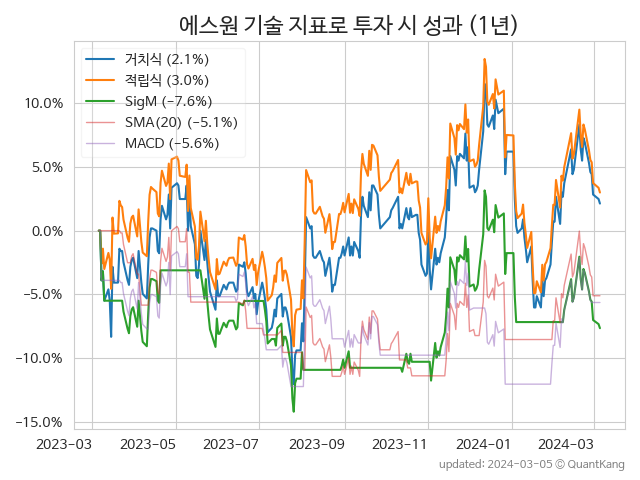 에스원 기술 지표로 투자 시 성과 (1년)
거치식 (2.1%)
적립식 (3.0%)
SigM (−7.6%)
SMA(20) (−5.1%)
MACD (−5.6%)
10.0%
5.0%
0.0%
−5.0%
−10.0%
−15.0%
2023-03 2023-05 2023-07 2023-09 2023-11 2024-01 2024-03
updated: 2024-03-05 ⓒ QuantKang